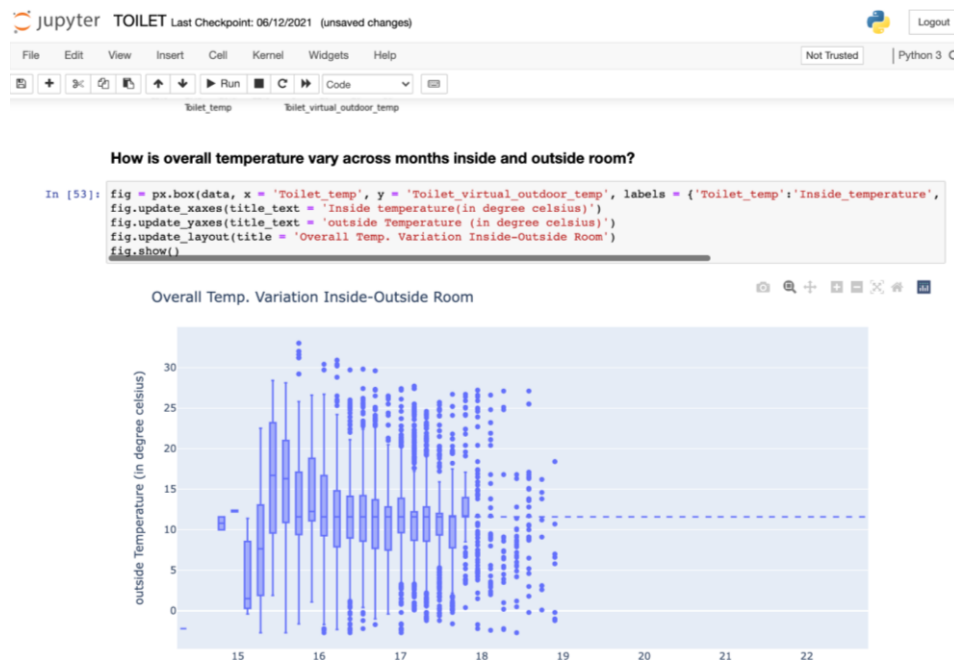 jupyter TOILET Last Checkpoint: 06/12/2021 (unsaved changes)
Logout
File Edit View Insert Cell Kernel Widgets Help
Not Trusted
Python 3
Run
Code
Toilet_temp Toilet_virtual_outdoor_temp
How is overall temperature vary across months inside and outside room?
In [53]: fig = px.box(data, x = 'Toilet_temp', y = 'Toilet_virtual_outdoor_temp', labels = {'Toilet_temp':'Inside_temperature',
fig.update_xaxes(title_text = 'Inside temperature(in degree celsius)')
fig.update_yaxes(title_text = 'outside Temperature (in degree celsius)')
fig.update_layout(title = 'Overall Temp. Variation Inside-Outside Room')
fig.show()
Overall Temp. Variation Inside-Outside Room
outside Temperature (in degree celsius)
30
25
20
15
10
5
0
15 16 17 18 19 20 21 22